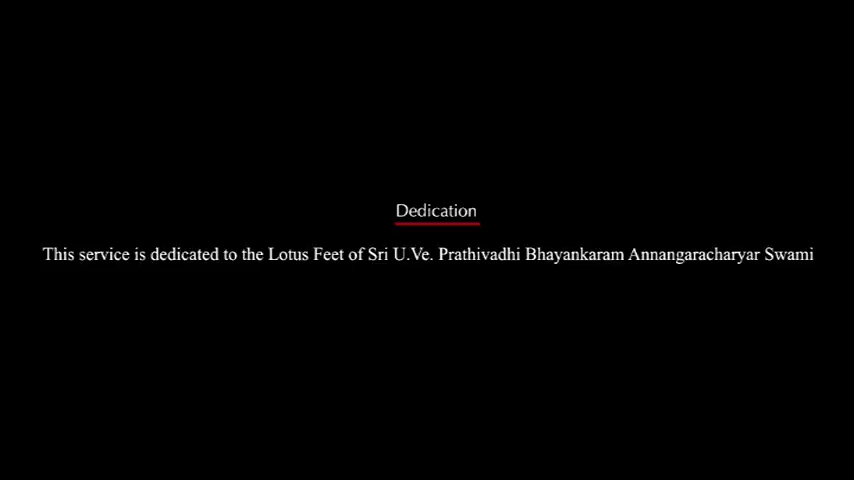 Dedication
This service is dedicated to the Lotus Feet of Sri U.Ve. Prathivadhi Bhayankaram Annangaracharyar Swami